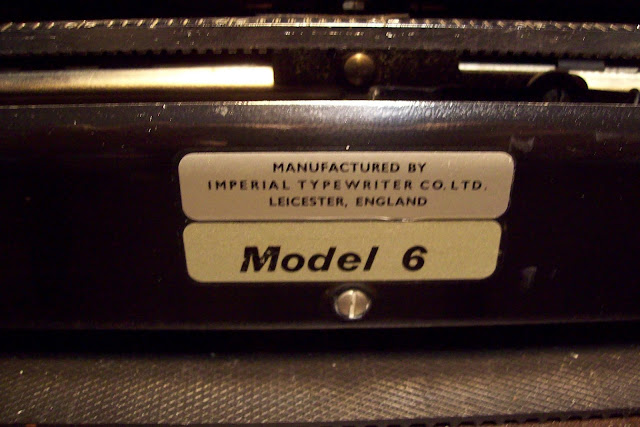 MANUFACTURED BY
IMPERIAL TYPEWRITER CO. LTD.
LEICESTER, ENGLAND
Model 6